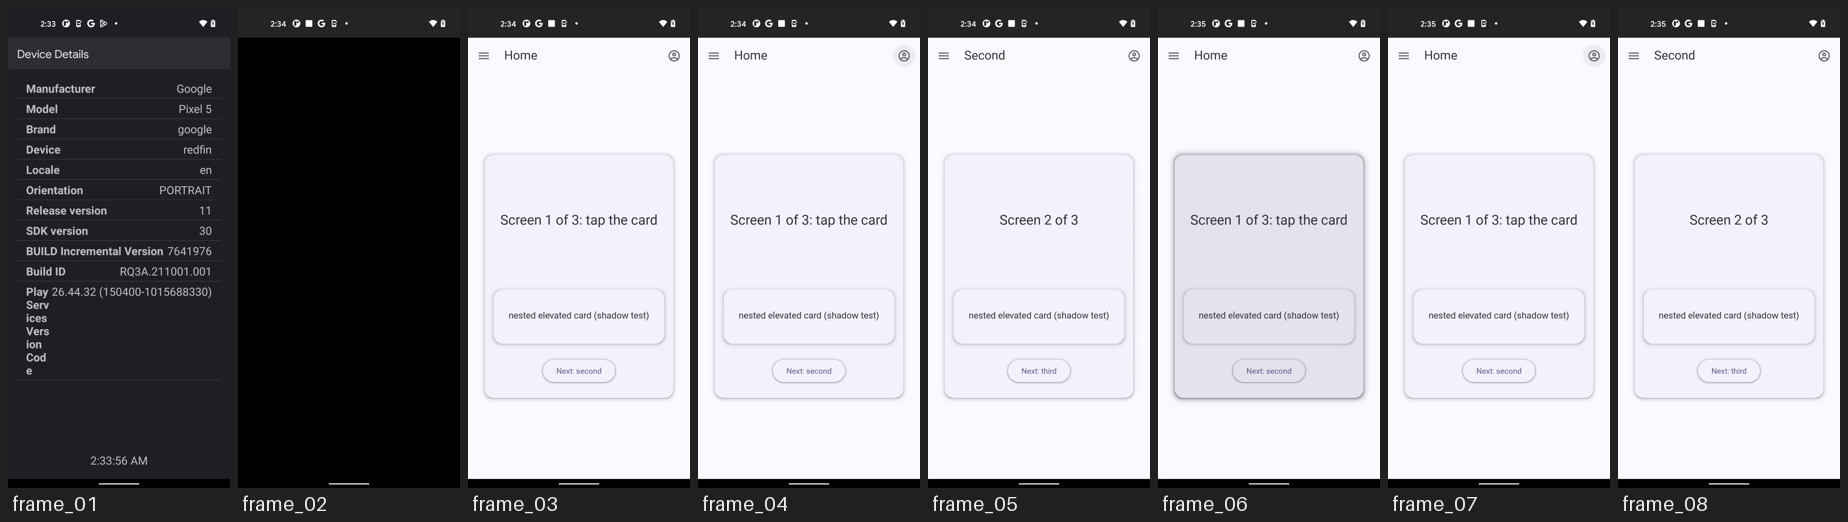 2:33
Device Details
Manufacturer Google
Model Pixel 5
Brand google
Device redfin
Locale en
Orientation PORTRAIT
Release version 11
SDK version 30
BUILD Incremental Version 7641976
Build ID RQ3A.211001.001
Play Services Version Code 26.44.32 (150400-1015688330)
2:33:56 AM
frame_01
2:34
frame_02
2:34
Home
Screen 1 of 3: tap the card
nested elevated card (shadow test)
Next: second
frame_03
2:34
Home
Screen 1 of 3: tap the card
nested elevated card (shadow test)
Next: second
frame_04
2:34
Second
Screen 2 of 3
nested elevated card (shadow test)
Next: third
frame_05
2:35
Home
Screen 1 of 3: tap the card
nested elevated card (shadow test)
Next: second
frame_06
2:35
Home
Screen 1 of 3: tap the card
nested elevated card (shadow test)
Next: second
frame_07
2:35
Second
Screen 2 of 3
nested elevated card (shadow test)
Next: third
frame_08